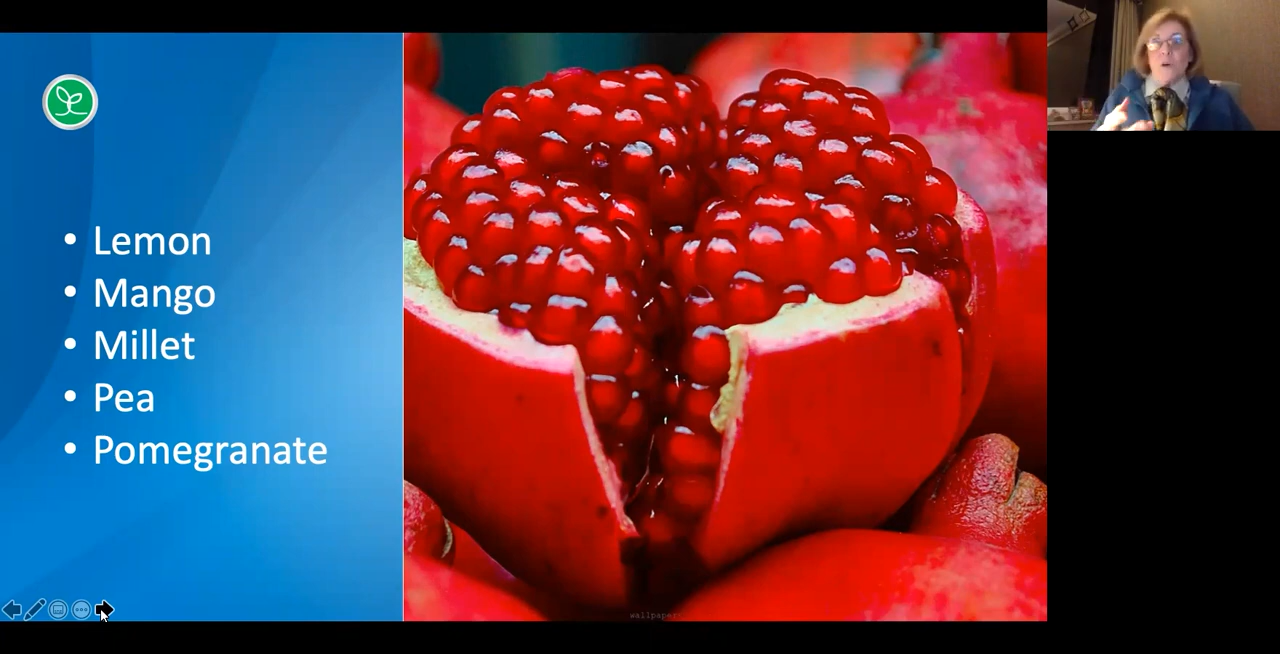 • Lemon
• Mango
• Millet
• Pea
• Pomegranate